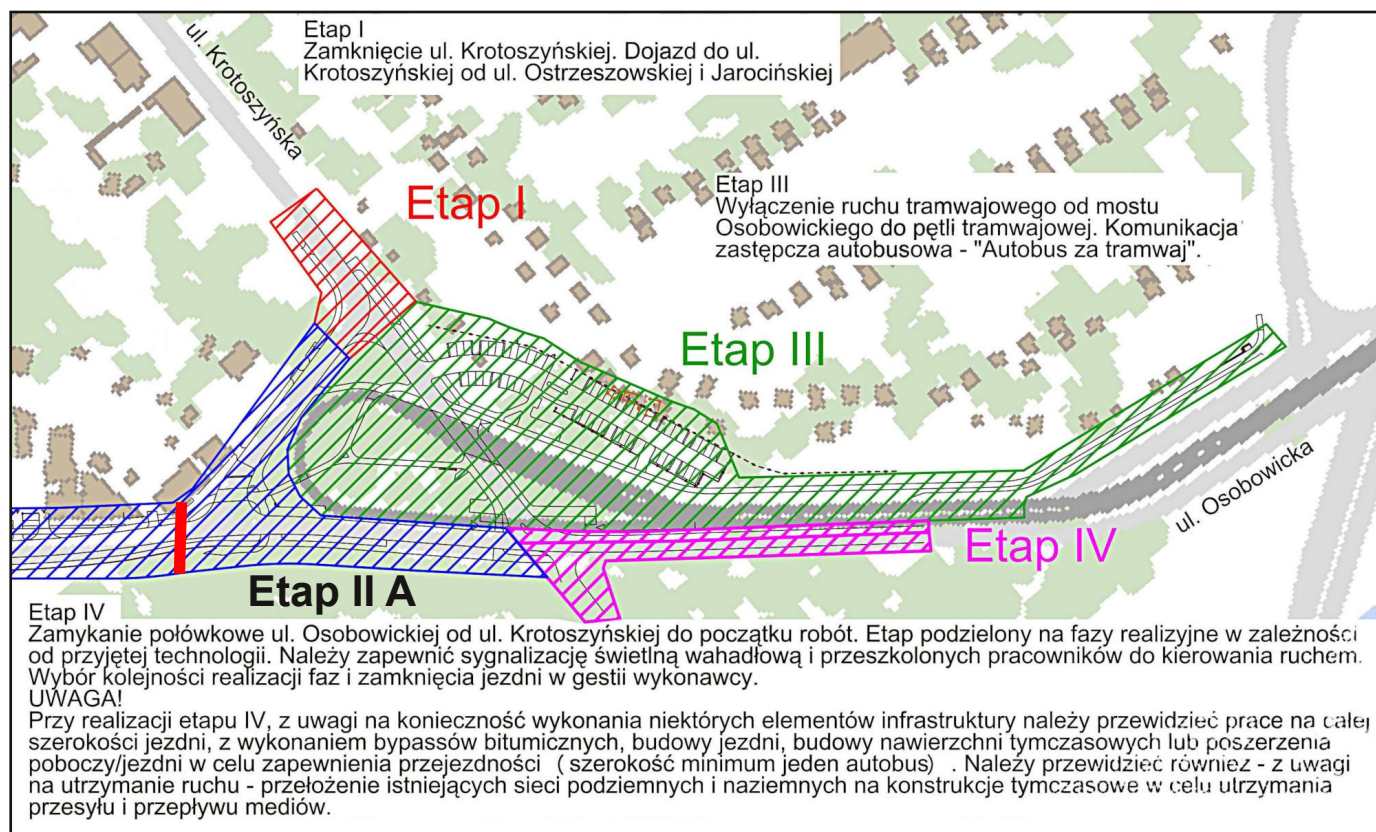 ul. Krotoszyńska
Etap I
Zamknięcie ul. Krotoszyńskiej. Dojazd do ul.
Krotoszyńskiej od ul. Ostrzeszowskiej i Jarocińskiej
Etap I
Etap III
Wyłączenie ruchu tramwajowego od mostu
Osobowickiego do pętli tramwajowej. Komunikacja
zastępcza autobusowa - "Autobus za tramwaj".
Etap III
ul. Osobowicka
Etap IV
Etap II A
Etap IV
Zamykanie połówkowe ul. Osobowickiej od ul. Krotoszyńskiej do początku robót. Etap podzielony na fazy realizyjne w zależności
od przyjętej technologii. Należy zapewnić sygnalizację świetlną wahadłową i przeszkolonych pracowników do kierowania ruchem.
Wybór kolejności realizacji faz i zamknięcia jezdni w gestii wykonawcy.
UWAGA!
Przy realizacji etapu IV, z uwagi na konieczność wykonania niektórych elementów infrastruktury należy przewidzieć prace na całej
szerokości jezdni, z wykonaniem bypassów bitumicznych, budowy jezdni, budowy nawierzchni tymczasowych lub poszerzenia
poboczy/jezdni w celu zapewnienia przejezdności ( szerokość minimum jeden autobus) . Należy przewidzieć również - z uwagi
na utrzymanie ruchu - przełożenie istniejących sieci podziemnych i naziemnych na konstrukcje tymczasowe w celu utrzymania
przesyłu i przepływu mediów.